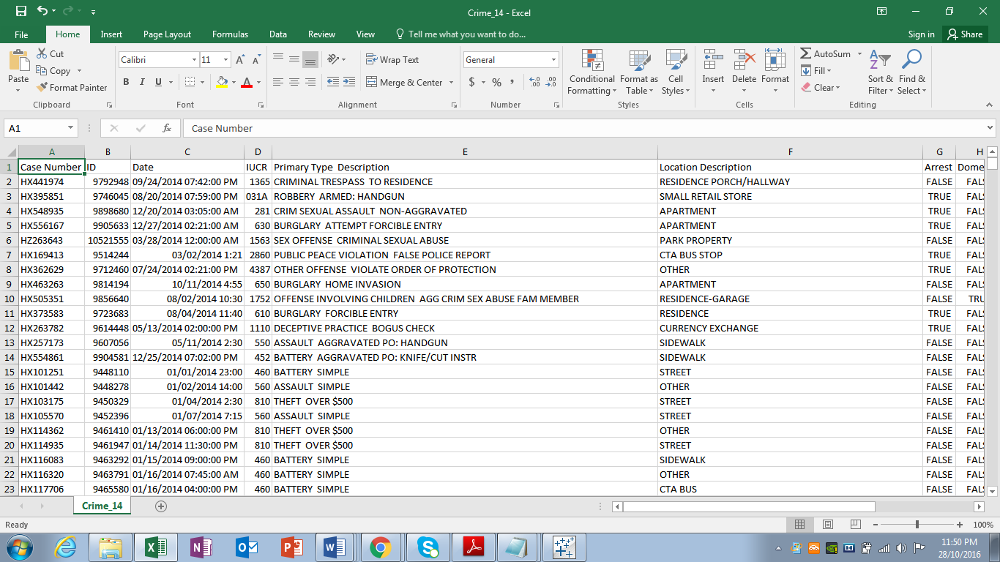 Crime_14 - Excel
File Home Insert Page Layout Formulas Data Review View Tell me what you want to do... Sign in Share
Paste Cut Copy Format Painter
Calibri 11 Wrap Text General
B I U Merge & Center $ % ,
Conditional Formatting Format as Table Cell Styles
Insert Delete Format
AutoSum Fill Clear Sort & Filter Find & Select
Clipboard Font Alignment Number Styles Cells Editing
A1 fx Case Number
A B C D E F G H
1 Case Number ID Date IUCR Primary Type Description Location Description Arrest Dome
2 HX441974 9792948 09/24/2014 07:42:00 PM 1365 CRIMINAL TRESPASS TO RESIDENCE RESIDENCE PORCH/HALLWAY FALSE FAL
3 HX395851 9746045 08/20/2014 07:59:00 PM 031A ROBBERY ARMED: HANDGUN SMALL RETAIL STORE TRUE FAL
4 HX548935 9898680 12/20/2014 03:05:00 AM 281 CRIM SEXUAL ASSAULT NON-AGGRAVATED APARTMENT TRUE FAL
5 HX556167 9905633 12/27/2014 02:21:00 AM 630 BURGLARY ATTEMPT FORCIBLE ENTRY APARTMENT TRUE FAL
6 HZ263643 10521555 03/28/2014 12:00:00 AM 1563 SEX OFFENSE CRIMINAL SEXUAL ABUSE PARK PROPERTY FALSE FAL
7 HX169413 9514244 03/02/2014 1:21 2860 PUBLIC PEACE VIOLATION FALSE POLICE REPORT CTA BUS STOP TRUE FAL
8 HX362629 9712460 07/24/2014 02:21:00 PM 4387 OTHER OFFENSE VIOLATE ORDER OF PROTECTION OTHER TRUE FAL
9 HX463263 9814194 10/11/2014 4:55 650 BURGLARY HOME INVASION APARTMENT FALSE FAL
10 HX505351 9856640 08/02/2014 10:30 1752 OFFENSE INVOLVING CHILDREN AGG CRIM SEX ABUSE FAM MEMBER RESIDENCE-GARAGE FALSE TRU
11 HX373583 9723683 08/04/2014 11:40 610 BURGLARY FORCIBLE ENTRY RESIDENCE TRUE FAL
12 HX263782 9614448 05/13/2014 02:00:00 PM 1110 DECEPTIVE PRACTICE BOGUS CHECK CURRENCY EXCHANGE TRUE FAL
13 HX257173 9607056 05/11/2014 2:30 550 ASSAULT AGGRAVATED PO: HANDGUN SIDEWALK FALSE FAL
14 HX554861 9904581 12/25/2014 07:02:00 PM 452 BATTERY AGGRAVATED PO: KNIFE/CUT INSTR SIDEWALK FALSE FAL
15 HX101251 9448110 01/01/2014 23:00 460 BATTERY SIMPLE STREET FALSE FAL
16 HX101442 9448278 01/02/2014 14:00 560 ASSAULT SIMPLE OTHER FALSE FAL
17 HX103175 9450329 01/04/2014 2:30 810 THEFT OVER $500 STREET FALSE FAL
18 HX105570 9452396 01/07/2014 7:15 560 ASSAULT SIMPLE STREET FALSE FAL
19 HX114362 9461410 01/13/2014 06:00:00 PM 810 THEFT OVER $500 OTHER FALSE FAL
20 HX114935 9461947 01/14/2014 11:30:00 PM 810 THEFT OVER $500 STREET FALSE FAL
21 HX116083 9463292 01/15/2014 09:00:00 PM 460 BATTERY SIMPLE SIDEWALK FALSE FAL
22 HX116320 9463791 01/16/2014 07:45:00 AM 460 BATTERY SIMPLE OTHER FALSE FAL
23 HX117706 9465580 01/16/2014 04:00:00 PM 460 BATTERY SIMPLE CTA BUS FALSE FAL
Crime_14
Ready 100%
11:50 PM
28/10/2016